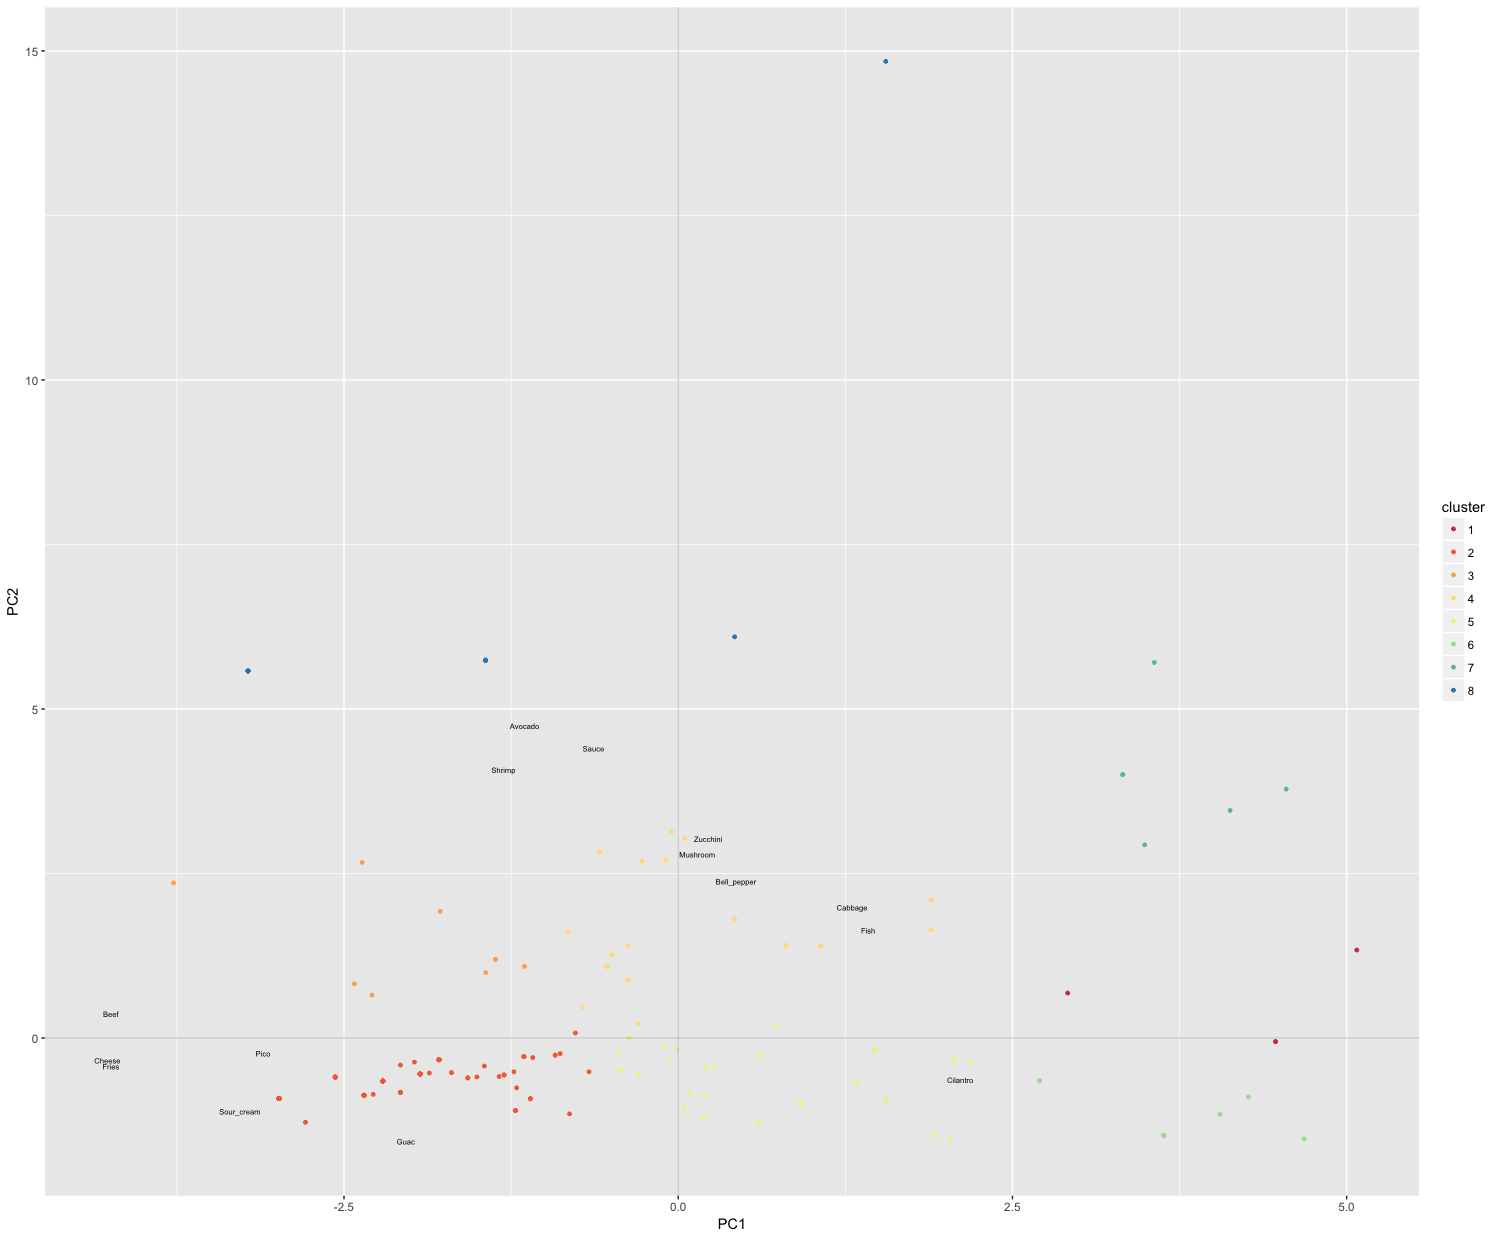 15
10
5
0
PC2
Avocado
Sauce
Shrimp
Zucchini
Mushroom
Bell_pepper
Cabbage
Fish
Beef
Pico
Cheese
Fries
Cilantro
Sour_cream
Guac
-2.5
0.0
2.5
5.0
PC1
cluster
1
2
3
4
5
6
7
8